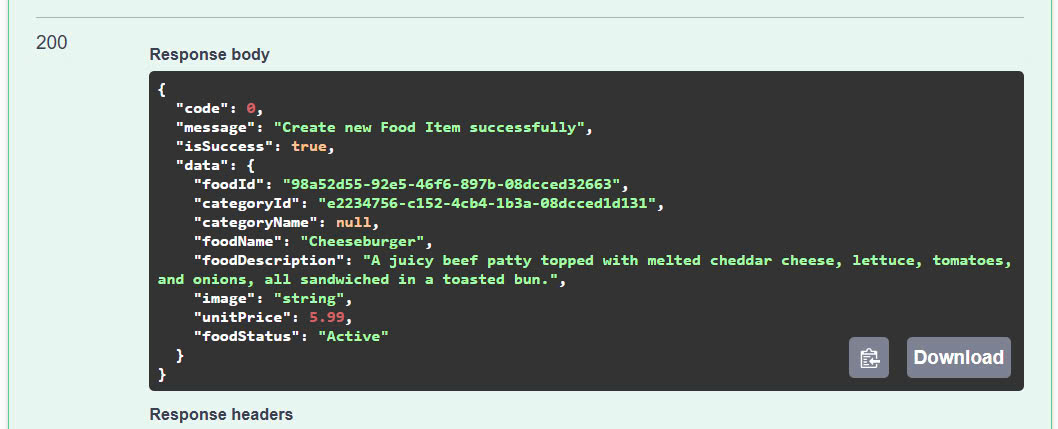 200
Response body
{
"code": 0,
"message": "Create new Food Item successfully",
"isSuccess": true,
"data": {
"foodId": "98a52d55-92e5-46f6-897b-08dcced32663",
"categoryId": "e2234756-c152-4cb4-1b3a-08dcced1d131",
"categoryName": null,
"foodName": "Cheeseburger",
"foodDescription": "A juicy beef patty topped with melted cheddar cheese, lettuce, tomatoes,
and onions, all sandwiched in a toasted bun.",
"image": "string",
"unitPrice": 5.99,
"foodStatus": "Active"
}
}
Download
Response headers